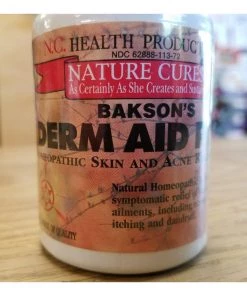 N.C. HEALTH PRODUCT
NDC 62888-113-72
NATURE CURES
As Certainly As She Creates and
BAKSON'S
DERM AID
SKIN AND ACNE
Natural Homeopathic
symptomatic relief
ailments, including
itching and dandruff.
OF QUALITY